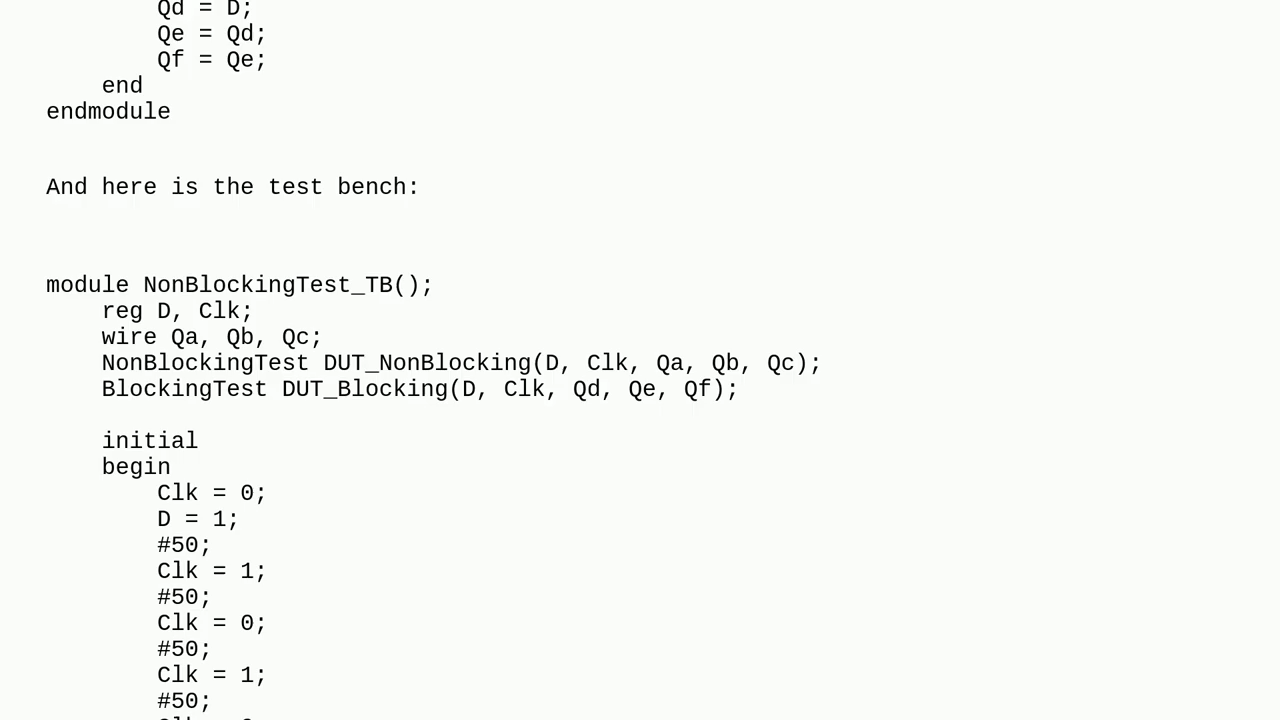 Qd = D;
Qe = Qd;
Qf = Qe;
end
endmodule
And here is the test bench:
module NonBlockingTest_TB();
reg D, Clk;
wire Qa, Qb, Qc;
NonBlockingTest DUT_NonBlocking(D, Clk, Qa, Qb, Qc);
BlockingTest DUT_Blocking(D, Clk, Qd, Qe, Qf);
initial
begin
Clk = 0;
D = 1;
#50;
Clk = 1;
#50;
Clk = 0;
#50;
Clk = 1;
#50;